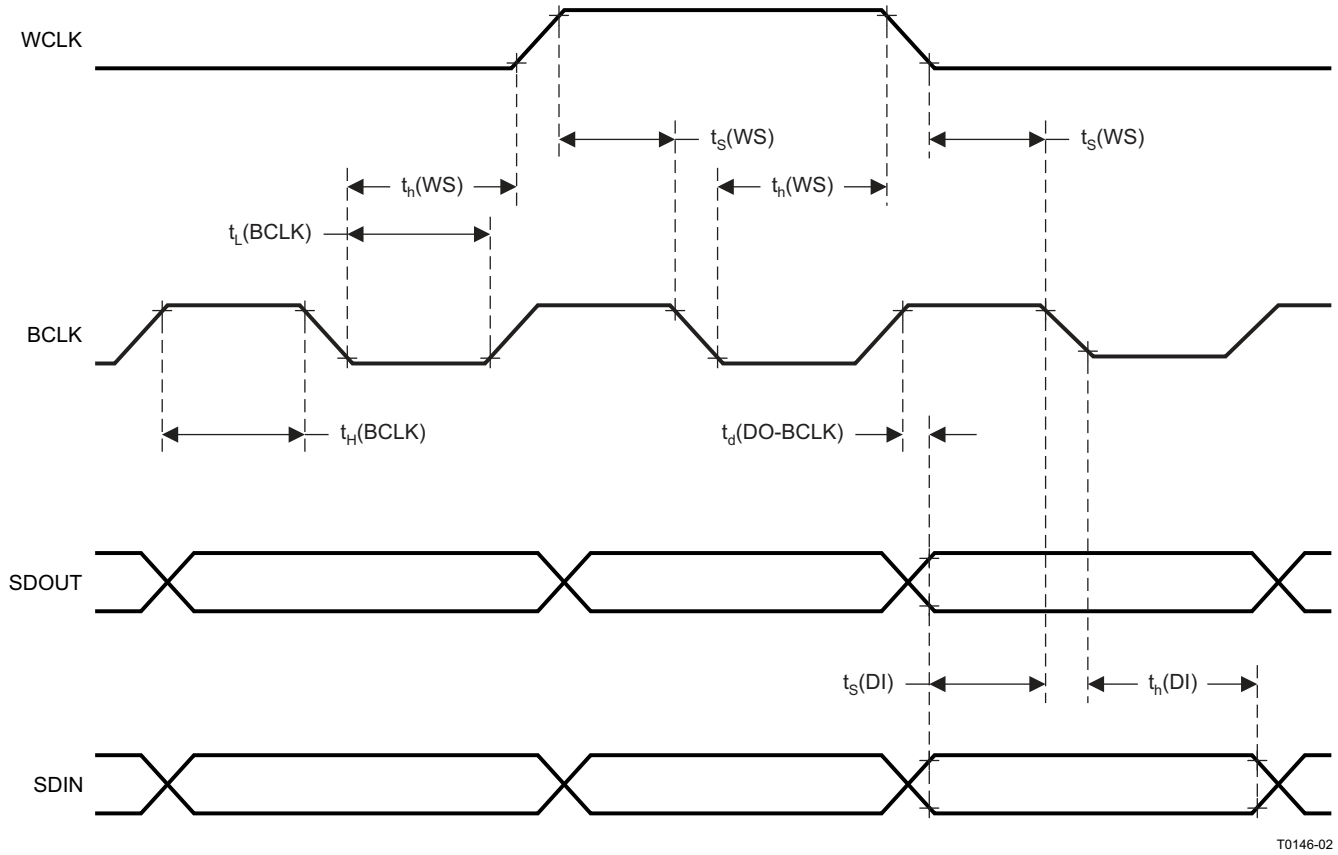 WCLK
tS(WS)
tS(WS)
th(WS)
th(WS)
tL(BCLK)
BCLK
tH(BCLK)
td(DO-BCLK)
SDOUT
tS(DI)
th(DI)
SDIN
T0146-02